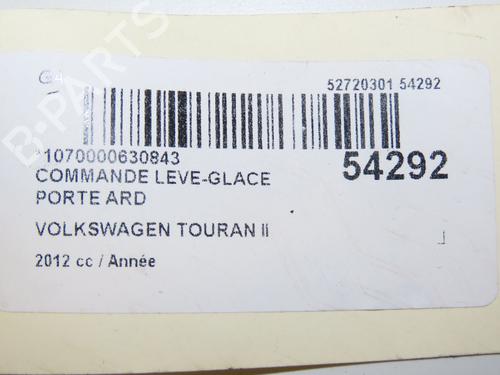 B-PARTS
52720301 54292
*1070000630843
54292
COMMANDE LEVE-GLACE
PORTE ARD
VOLKSWAGEN TOURAN II
2012 cc / Année